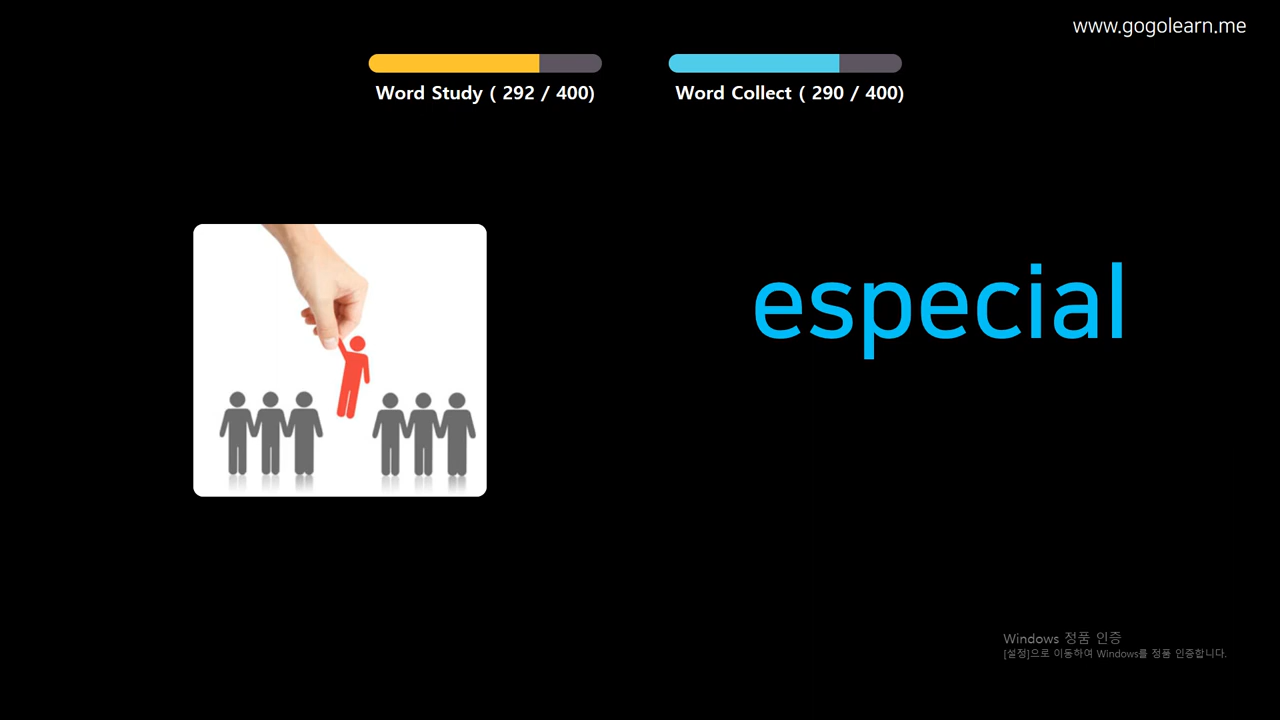 www.gogolearn.me
Word Study ( 292 / 400)
Word Collect ( 290 / 400)
especial
Windows 정품 인증
[설정]으로 이동하여 Windows를 정품 인증합니다.